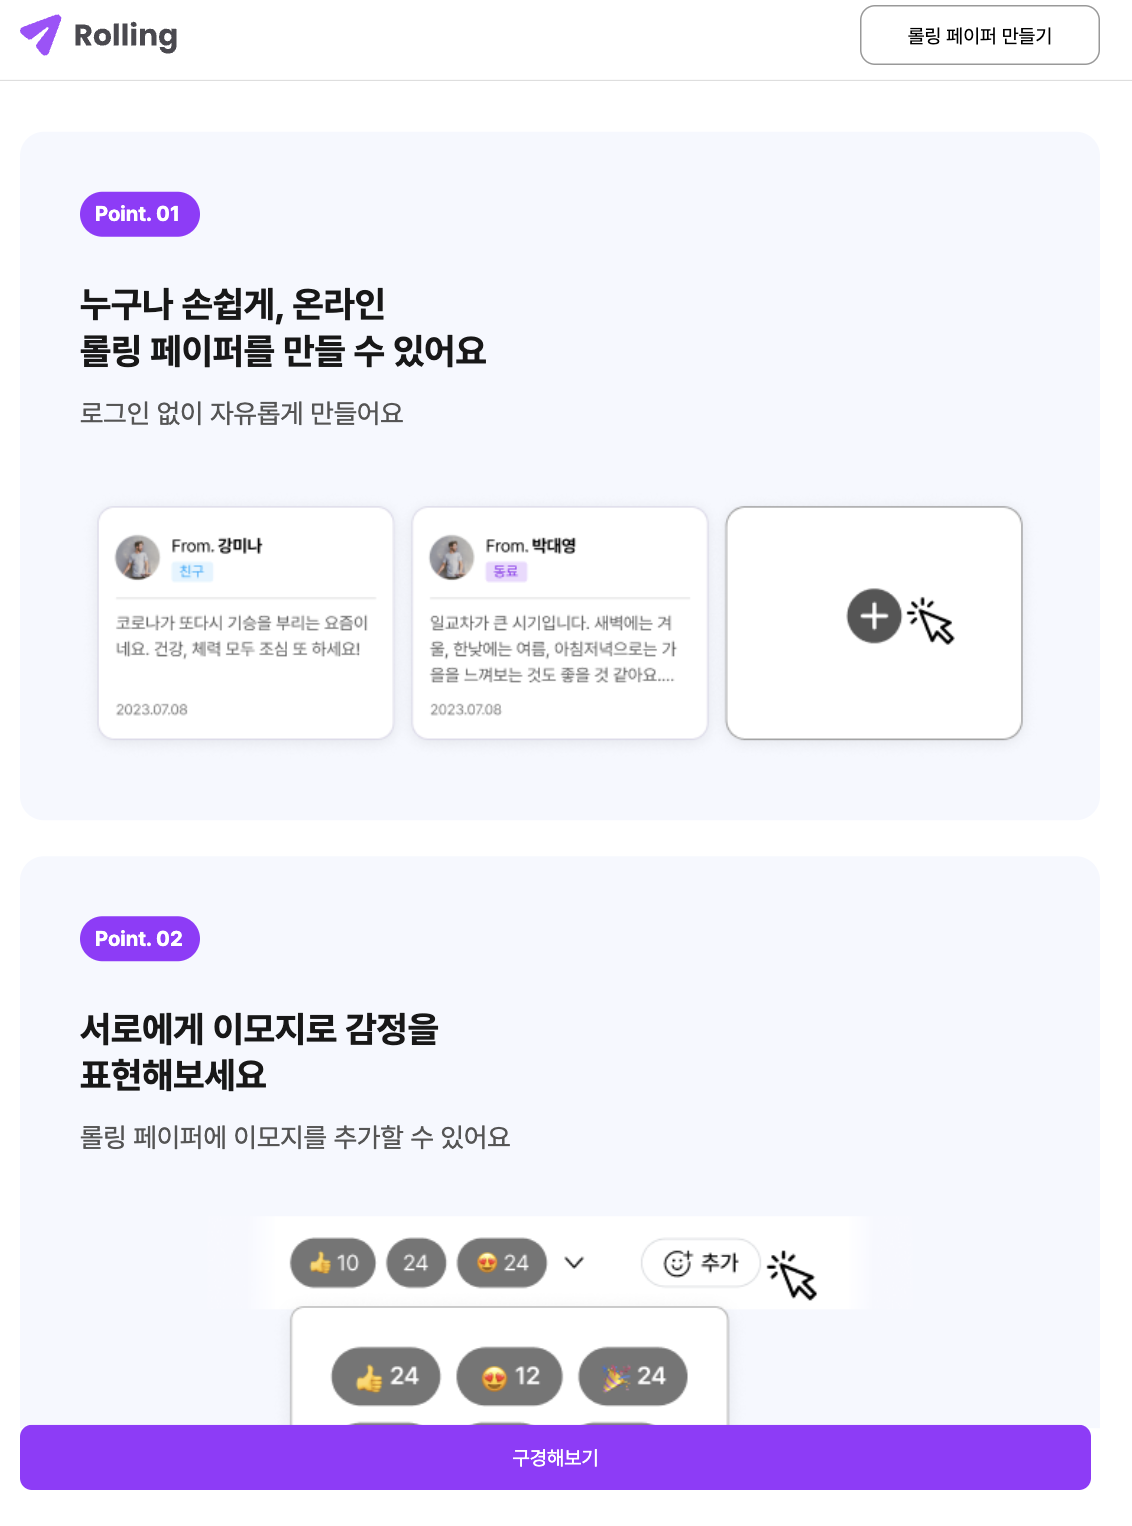 Rolling
롤링 페이퍼 만들기
Point. 01
누구나 손쉽게, 온라인
롤링 페이퍼를 만들 수 있어요
로그인 없이 자유롭게 만들어요
From. 강미나
친구
코로나가 또다시 기승을 부리는 요즘이
네요. 건강, 체력 모두 조심 또 하세요!
2023.07.08
From. 박대영
동료
일교차가 큰 시기입니다. 새벽에는 겨
울, 한낮에는 여름, 아침저녁으로는 가
을을 느껴보는 것도 좋을 것 같아요....
2023.07.08
Point. 02
서로에게 이모지로 감정을
표현해보세요
롤링 페이퍼에 이모지를 추가할 수 있어요
👍 10
24
😍 24
추가
👍 24
😍 12
🎉 24
구경해보기